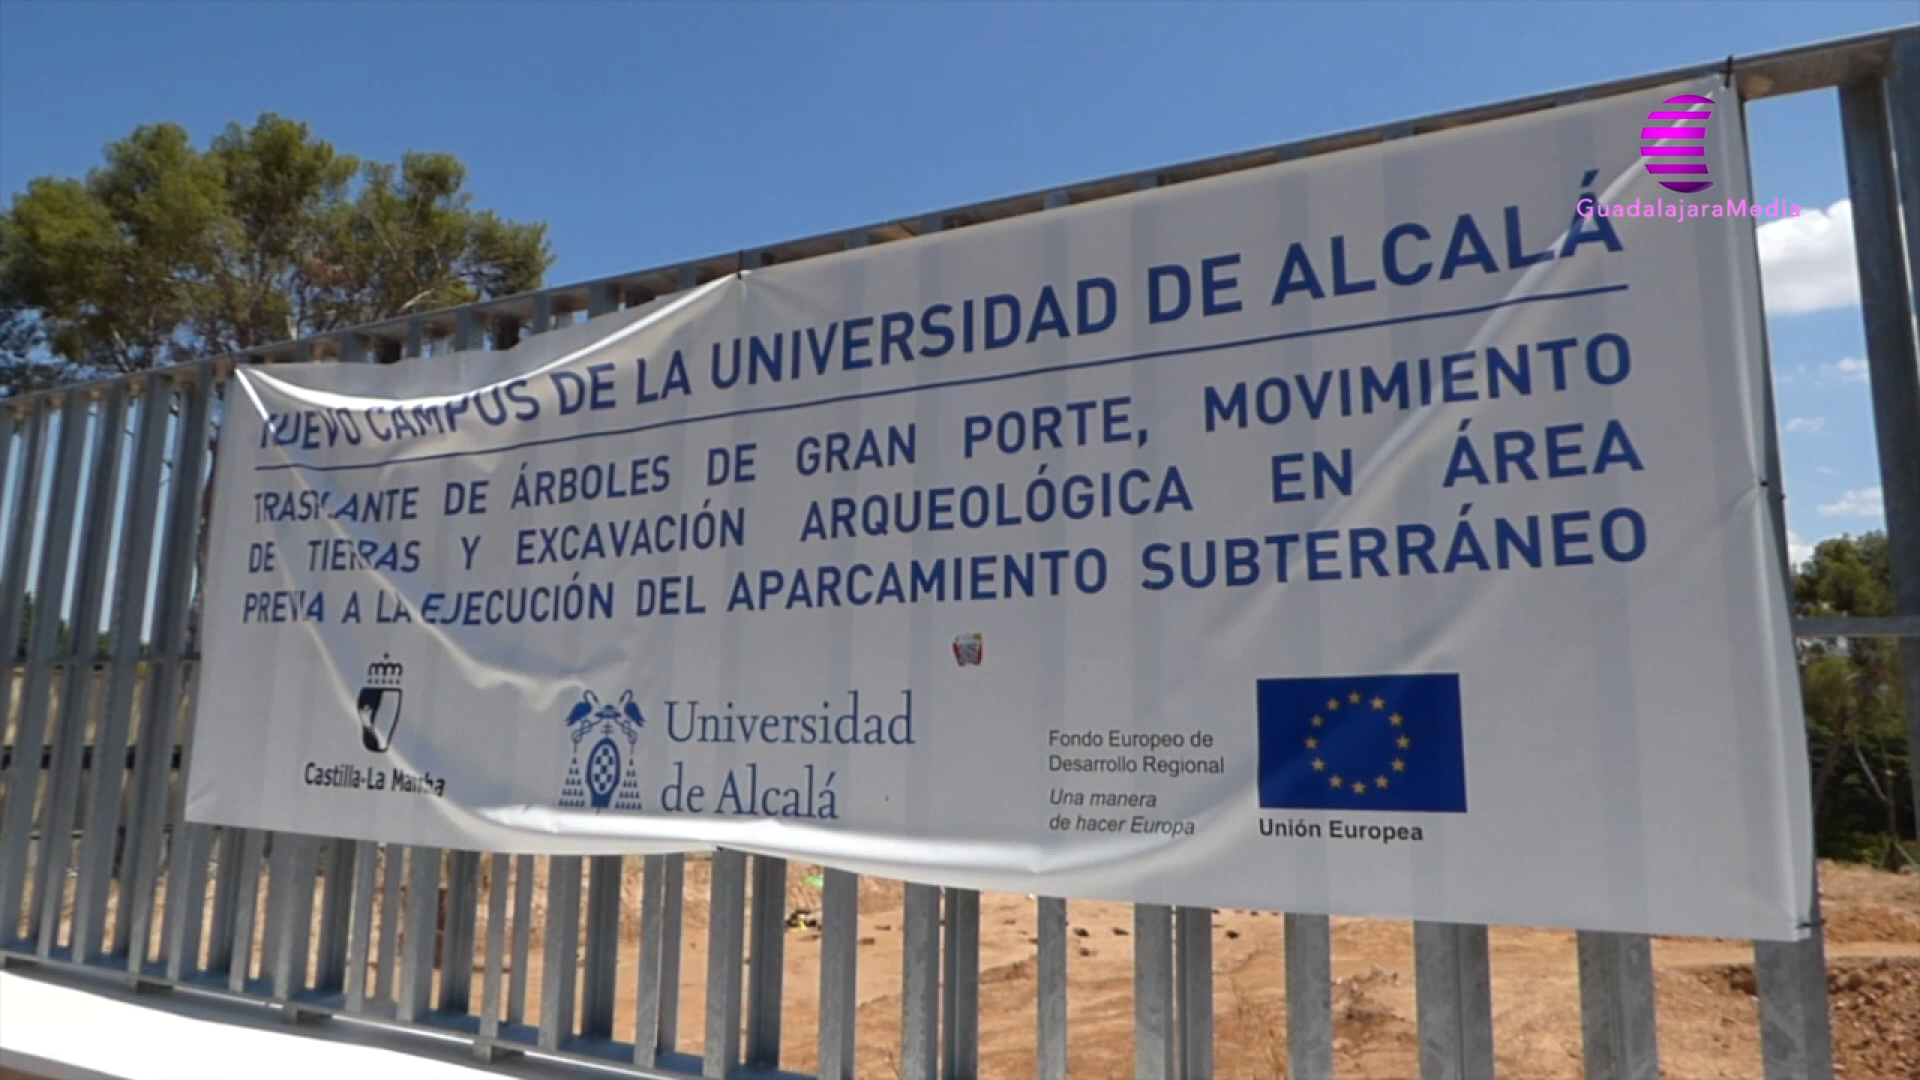 GuadalajaraMedia
NUEVO CAMPUS DE LA UNIVERSIDAD DE ALCALÁ
TRASPLANTE DE ÁRBOLES DE GRAN PORTE, MOVIMIENTO
DE TIERRAS Y EXCAVACIÓN ARQUEOLÓGICA EN ÁREA
PREVIA A LA EJECUCIÓN DEL APARCAMIENTO SUBTERRÁNEO
Castilla-La Mancha
Universidad
de Alcalá
Fondo Europeo de
Desarrollo Regional
Una manera
de hacer Europa
Unión Europea